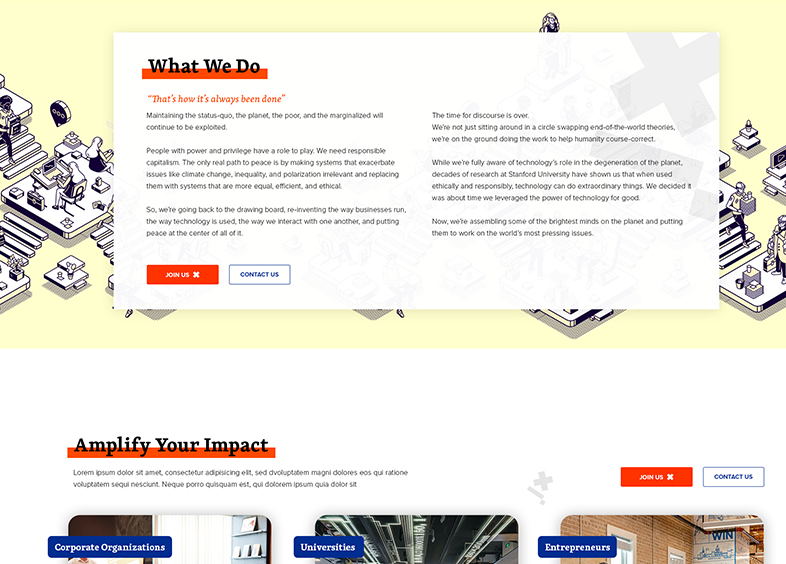 What We Do
“That’s how it’s always been done”
Maintaining the status-quo, the planet, the poor, and the marginalized will
continue to be exploited.
People with power and privilege have a role to play. We need responsible
capitalism. The only real path to peace is by making systems that exacerbate
issues like climate change, inequality, and polarization irrelevant and replacing
them with systems that are more equal, efficient, and ethical.
So, we’re going back to the drawing board, re-inventing the way businesses run,
the way technology is used, the way we interact with one another, and putting
peace at the center of all of it.
The time for discourse is over.
We’re not just sitting around in a circle swapping end-of-the-world theories,
we’re on the ground doing the work to help humanity course-correct.
While we’re fully aware of technology’s role in the degeneration of the planet,
decades of research at Stanford University have shown us that when used
ethically and responsibly, technology can do extraordinary things. We decided it
was about time we leveraged the power of technology for good.
Now, we’re assembling some of the brightest minds on the planet and putting
them to work on the world’s most pressing issues.
JOIN US
CONTACT US
Amplify Your Impact
Lorem ipsum dolor sit amet, consectetur adipisicing elit, sed dvoluptatem magni dolores eos qui ratione
voluptatem sequi nesciunt. Neque porro quisquam est, qui dolorem ipsum quia dolor sit
JOIN US
CONTACT US
Corporate Organizations
Universities
Entrepreneurs
WIN